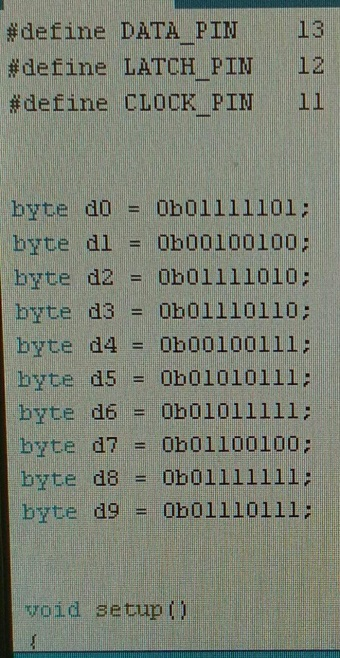 #define DATA_PIN 13
#define LATCH_PIN 12
#define CLOCK_PIN 11
byte d0 = 0b01111101;
byte d1 = 0b00100100;
byte d2 = 0b01111010;
byte d3 = 0b01110110;
byte d4 = 0b00100111;
byte d5 = 0b01010111;
byte d6 = 0b01011111;
byte d7 = 0b01100100;
byte d8 = 0b01111111;
byte d9 = 0b01110111;
void setup()
{